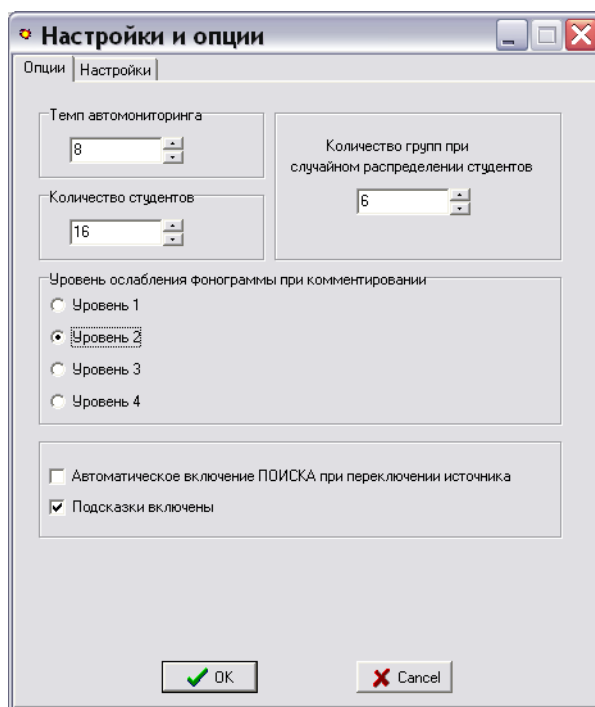 Настройки и опции
Опции
Настройки
Темп автомониторинга
8
Количество групп при
случайном распределении студентов
6
Количество студентов
16
Уровень ослабления фонограммы при комментировании
Уровень 1
Уровень 2
Уровень 3
Уровень 4
Автоматическое включение ПОИСКА при переключении источника
Подсказки включены
OK
Cancel